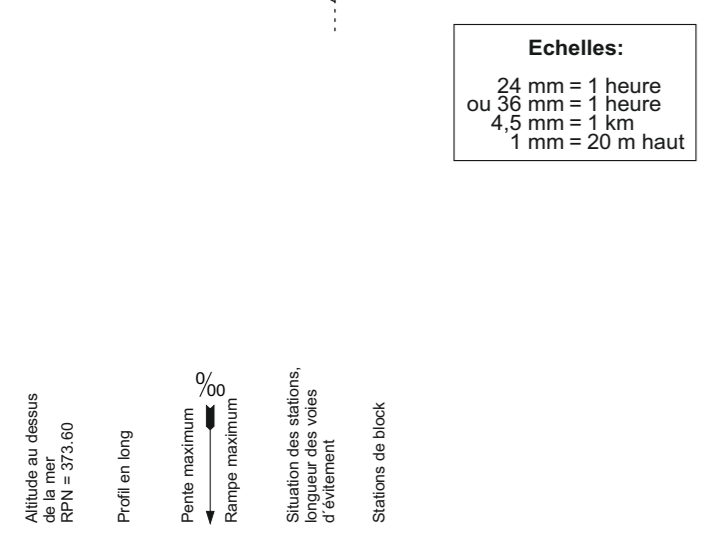 Echelles:
24 mm = 1 heure
ou 36 mm = 1 heure
4,5 mm = 1 km
1 mm = 20 m haut
Altitude au dessus
de la mer
RPN = 373.60
Profil en long
Pente maximum
‰
Rampe maximum
Situation des stations,
longueur des voies
d´évitement
Stations de block